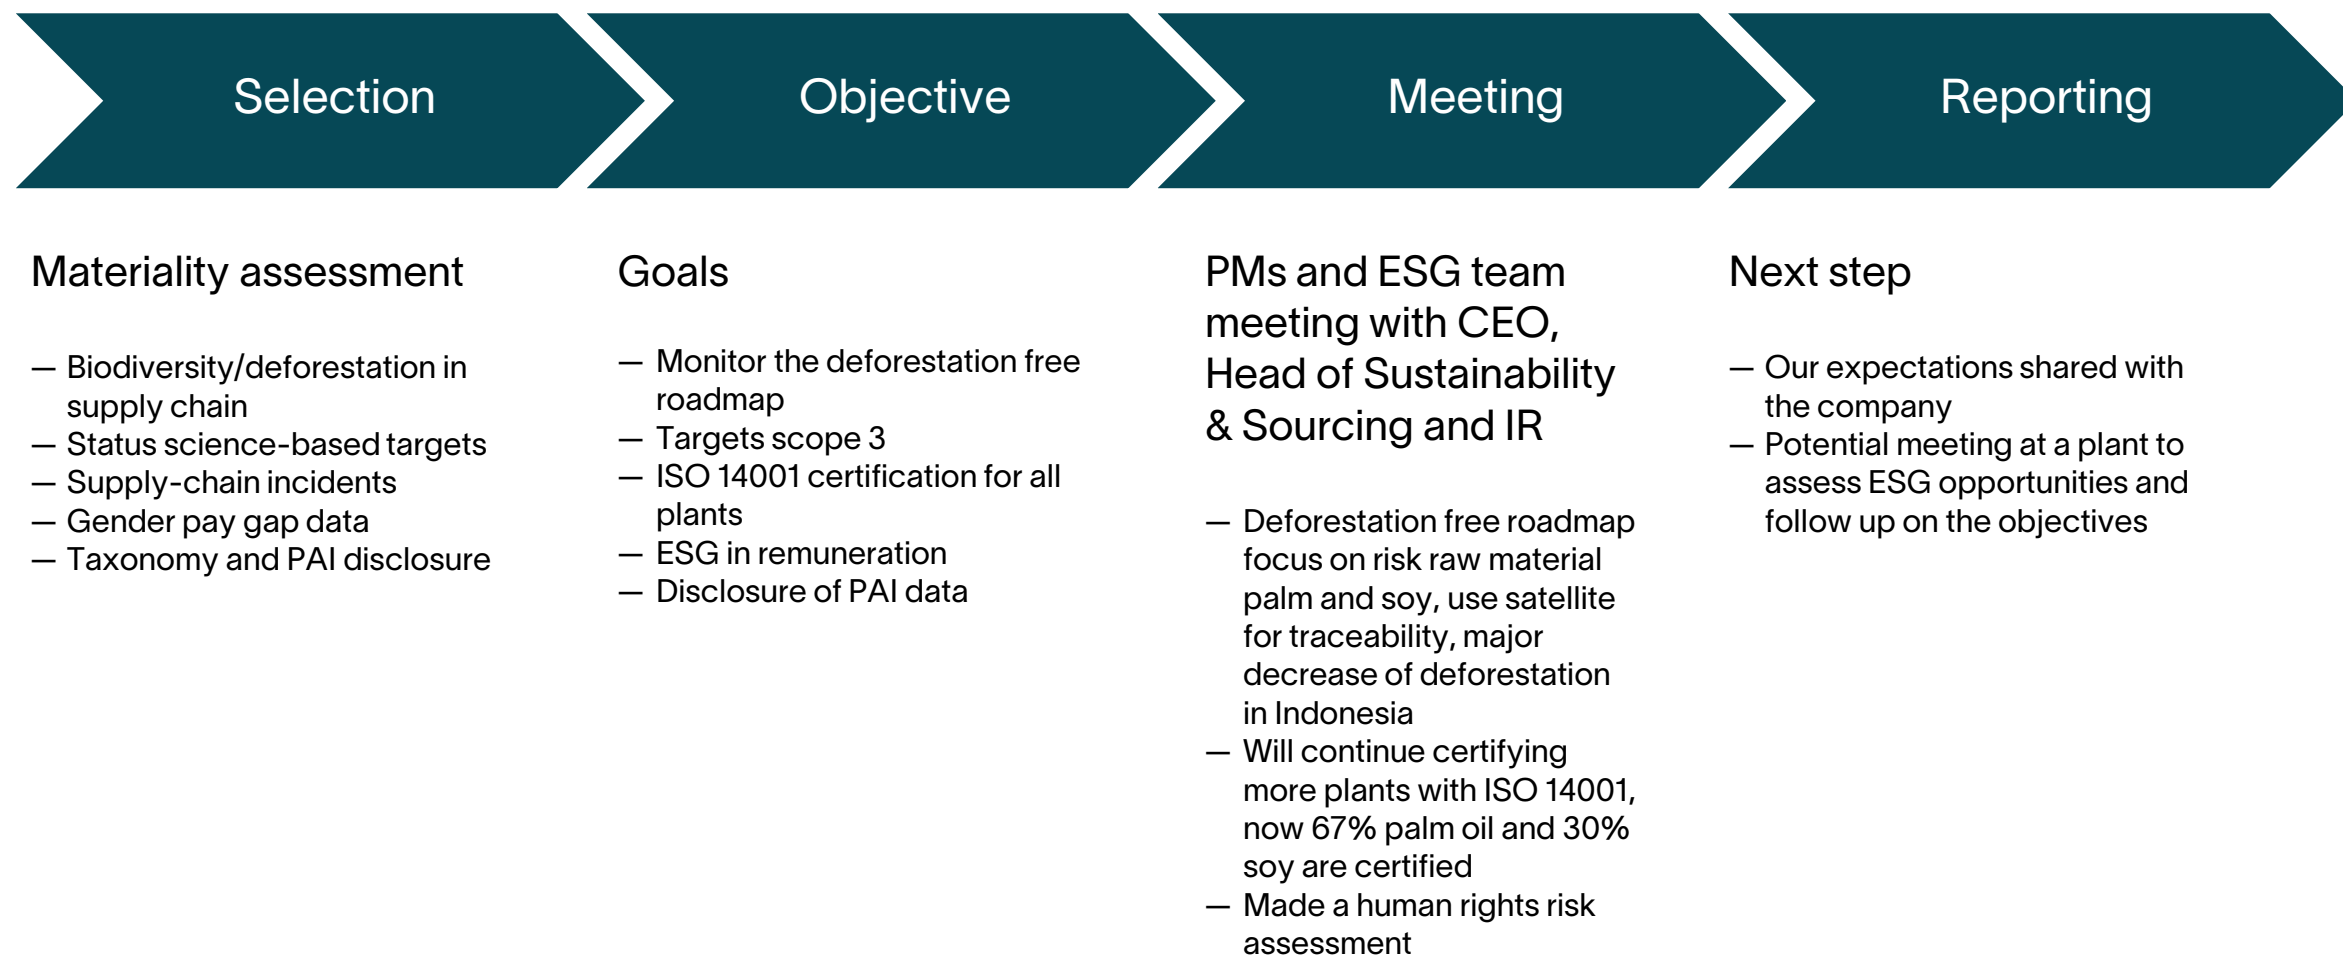 Selection
Objective
Meeting
Reporting
Materiality assessment
— Biodiversity/deforestation in
supply chain
— Status science-based targets
— Supply-chain incidents
— Gender pay gap data
— Taxonomy and PAI disclosure
Goals
— Monitor the deforestation free
roadmap
— Targets scope 3
— ISO 14001 certification for all
plants
— ESG in remuneration
— Disclosure of PAI data
PMs and ESG team
meeting with CEO,
Head of Sustainability
& Sourcing and IR
— Deforestation free roadmap
focus on risk raw material
palm and soy, use satellite
for traceability, major
decrease of deforestation
in Indonesia
— Will continue certifying
more plants with ISO 14001,
now 67% palm oil and 30%
soy are certified
— Made a human rights risk
assessment
Next step
— Our expectations shared with
the company
— Potential meeting at a plant to
assess ESG opportunities and
follow up on the objectives